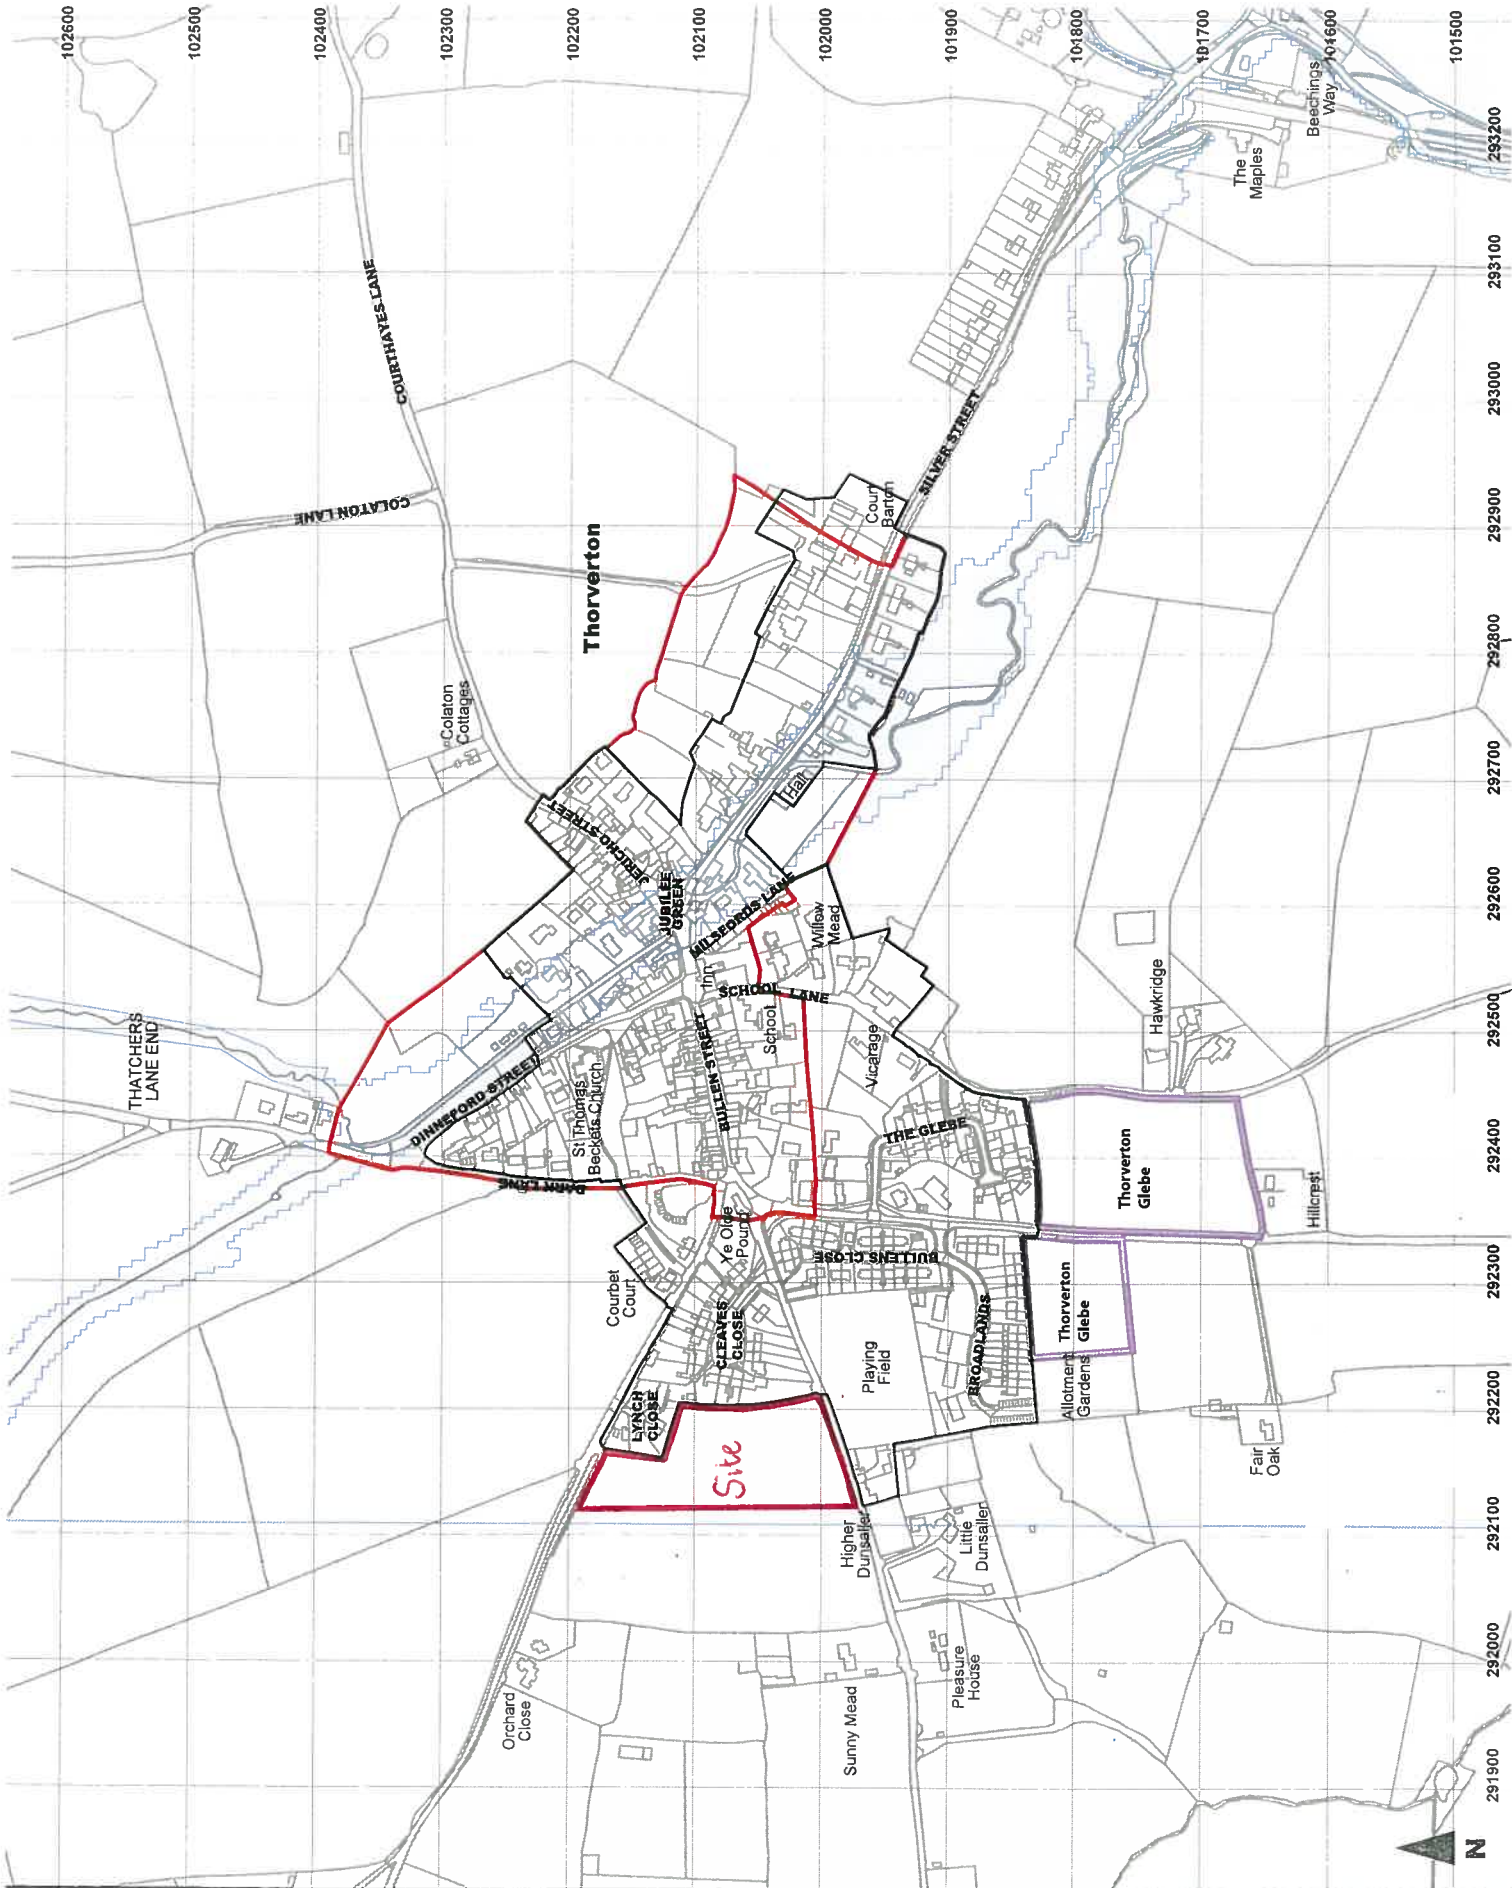 102600
102500
102400
102300
102200
102100
102000
101900
101800
101700
101600
101500
COURTHAYES LANE
COLATON LANE
Thorverton
Colaton
Cottages
THATCHERS
LANE END
JERICHO STREET
JUBILEE
GREEN
Hall
MILSFORDS LANE
Inn
SCHOOL LANE
School
Willow
Mead
Court
Barton
SILVER STREET
The
Maples
Beechings
Way
DINNEFORD STREET
St Thomas
Beckets Church
BULLEN STREET
Vicarage
THE GLEBE
Hawkridge
Thorverton
Glebe
Hillcrest
BARN LANE
Ye Olde
Pound
Courbet
Court
BULLENS CLOSE
CLEAVES
CLOSE
LYNCH
CLOSE
Playing
Field
BROADLANDS
Thorverton
Glebe
Allotment
Gardens
Fair
Oak
Site
Higher
Dunsaller
Little
Dunsaller
Orchard
Close
Sunny Mead
Pleasure
House
N
291900
292000
292100
292200
292300
292400
292500
292600
292700
292800
292900
293000
293100
293200